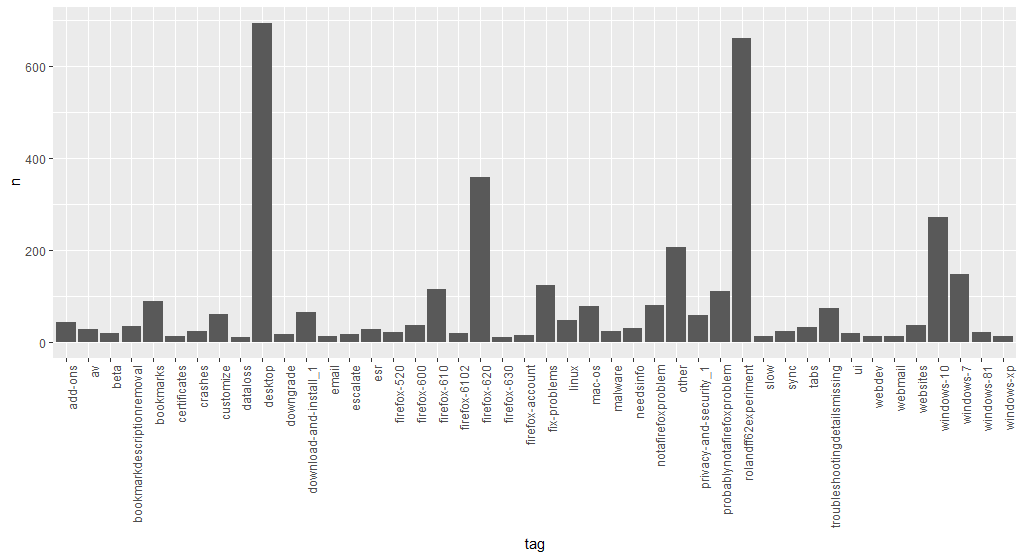 n
600
400
200
0
add-ons
av
beta
bookmarkdescriptionremoval
bookmarks
certificates
crashes
customize
dataloss
desktop
downgrade
download-and-install_1
email
escalate
esr
firefox-520
firefox-600
firefox-610
firefox-6102
firefox-620
firefox-630
firefox-account
fix-problems
linux
mac-os
malware
needsinfo
notafirefoxproblem
other
privacy-and-security_1
probablynotafirefoxproblem
rolandff62experiment
slow
sync
tabs
troubleshootingdetailsmissing
ui
webdev
webmail
websites
windows-10
windows-7
windows-81
windows-xp
tag